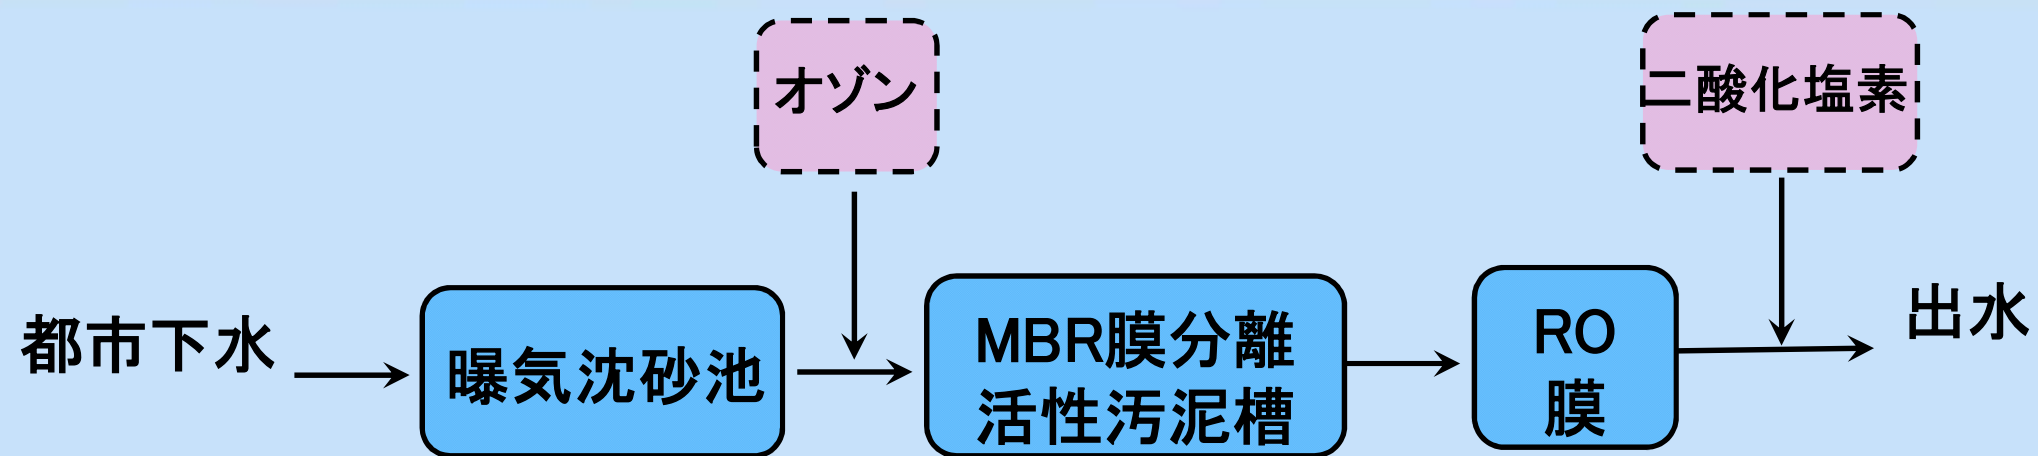 オゾン
二酸化塩素
都市下水
曝気沈砂池
MBR膜分離
活性汚泥槽
RO
膜
出水